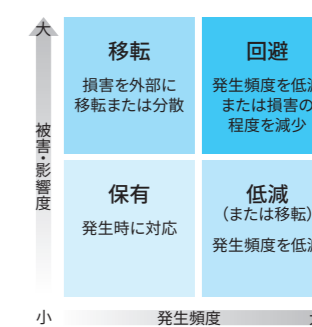 大
移転
損害を外部に
移転または分散
回避
発生頻度を低
または損害の
程度を減少
被害・影響度
保有
発生時に対応
低減
(または移転)
発生頻度を低
小
発生頻度